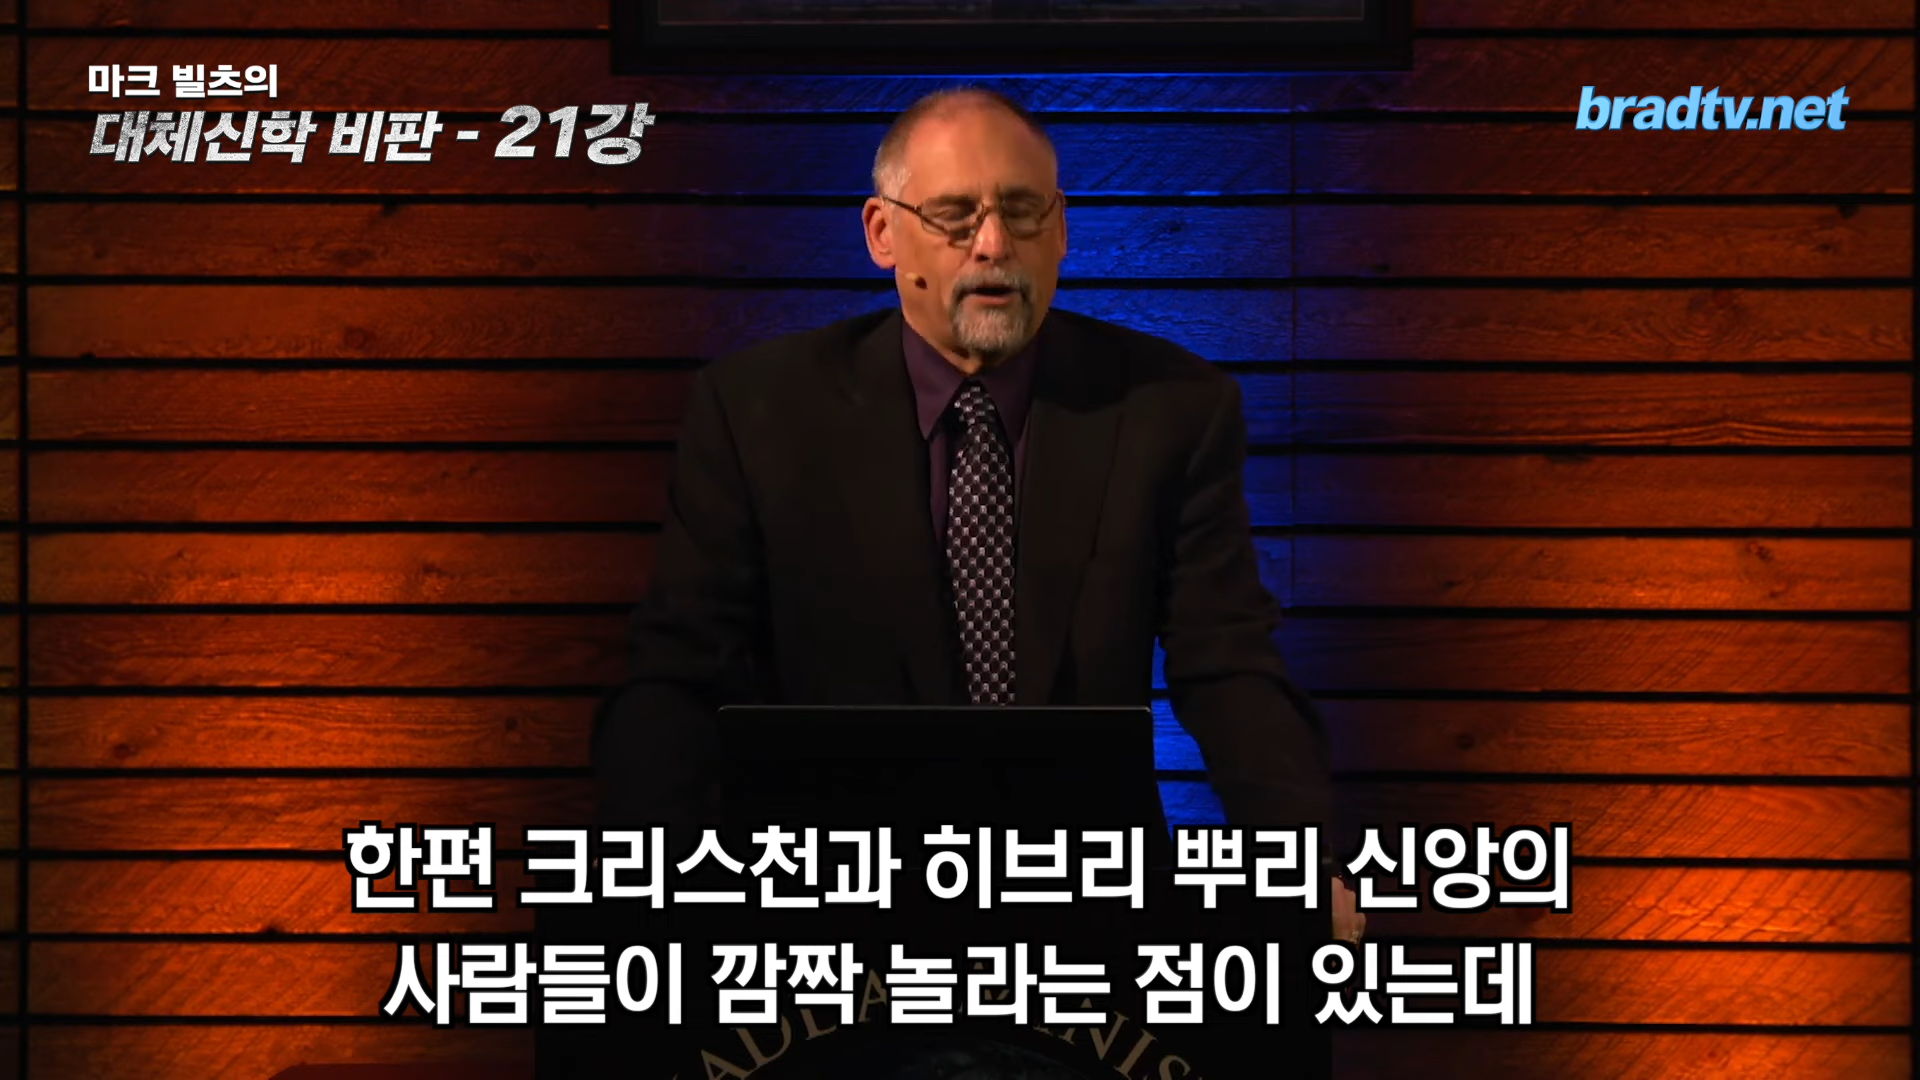 마크 빌츠의
대체신학 비판 - 21강
bradtv.net
한편 크리스천과 히브리 뿌리 신앙의
사람들이 깜짝 놀라는 점이 있는데